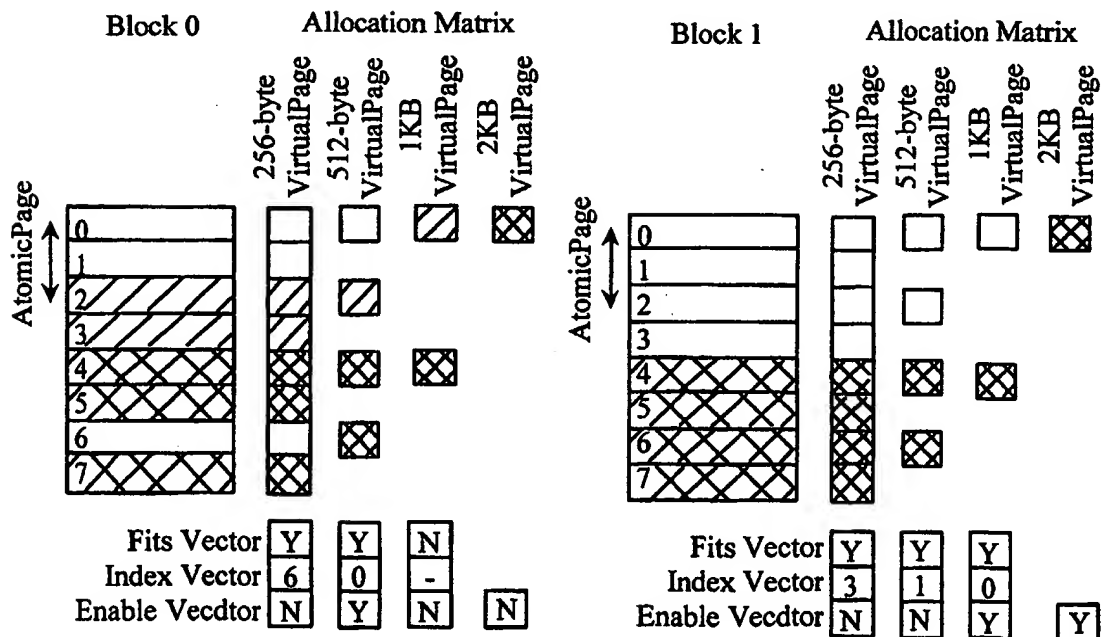 Block 0
Allocation Matrix
256-byte
VirtualPage
512-byte
VirtualPage
1KB
VirtualPage
2KB
VirtualPage
AtomicPage
0
1
2
3
4
5
6
7
Fits Vector Y Y N
Index Vector 6 0 -
Enable Vecdtor N Y N N
Block 1
Allocation Matrix
256-byte
VirtualPage
512-byte
VirtualPage
1KB
VirtualPage
2KB
VirtualPage
AtomicPage
0
1
2
3
4
5
6
7
Fits Vector Y Y Y
Index Vector 3 1 0
Enable Vecdtor N N Y Y